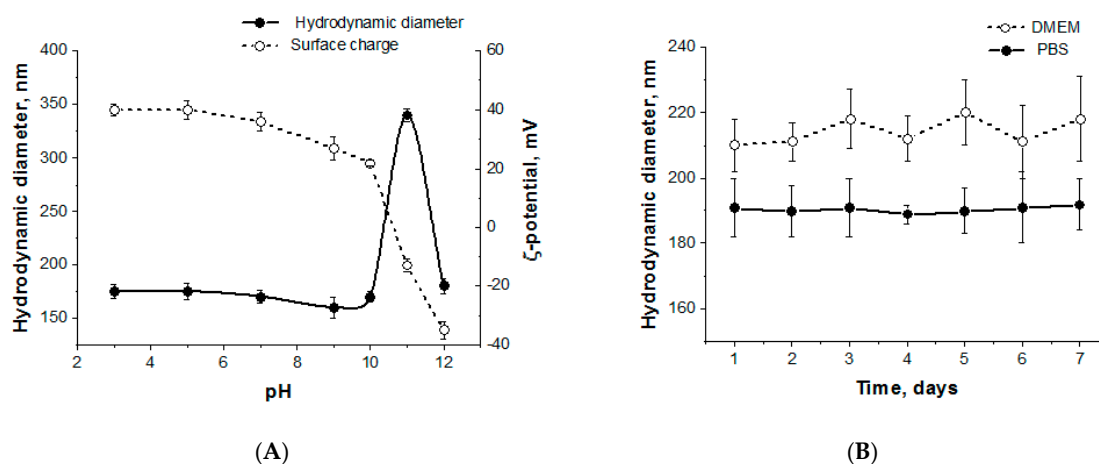 Hydrodynamic diameter
Surface charge
400
350
300
250
200
150
Hydrodynamic diameter, nm
60
40
20
0
-20
-40
ζ-potential, mV
2 4 6 8 10 12
pH
(A)
DMEM
PBS
240
220
200
180
160
Hydrodynamic diameter, nm
1 2 3 4 5 6 7
Time, days
(B)